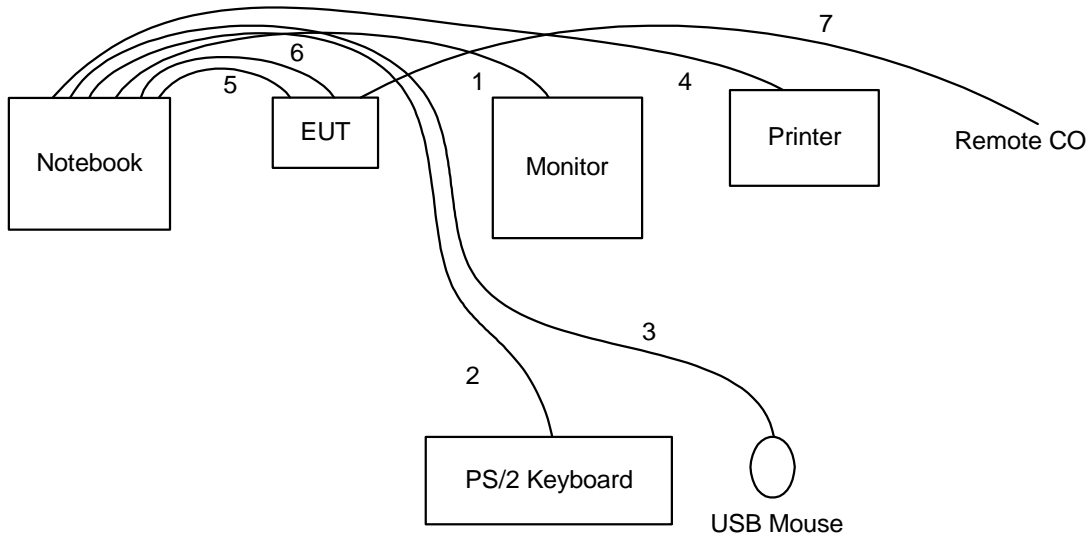 7
6
1
4
5
EUT
Printer
Remote CO
Notebook
Monitor
3
2
PS/2 Keyboard
USB Mouse